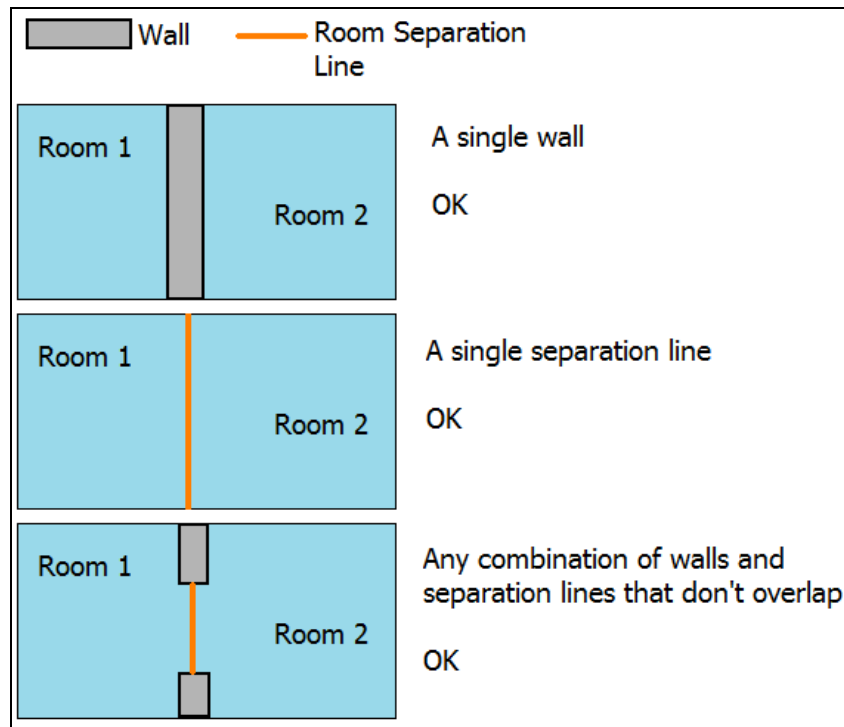 Wall
Room Separation
Line
Room 1
Room 2
A single wall
OK
Room 1
Room 2
A single separation line
OK
Room 1
Room 2
Any combination of walls and
separation lines that don't overlap
OK